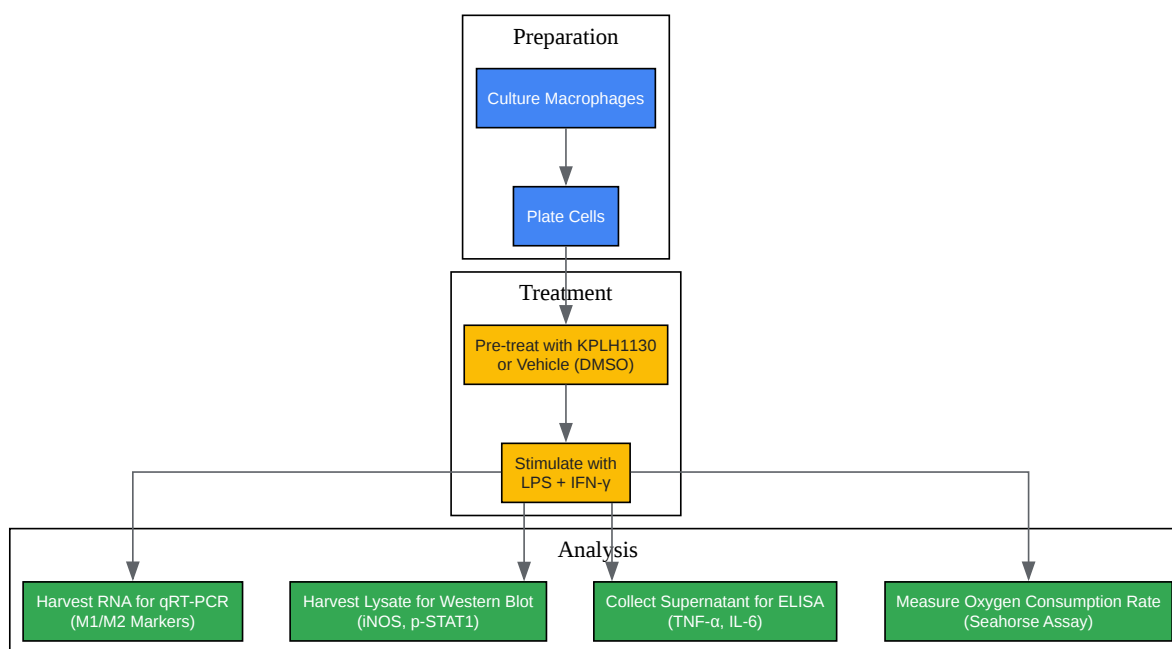 Preparation
Culture Macrophages
Plate Cells
Treatment
Pre-treat with KPLH1130
or Vehicle (DMSO)
Stimulate with
LPS + IFN-γ
Analysis
Harvest RNA for qRT-PCR
(M1/M2 Markers)
Harvest Lysate for Western Blot
(iNOS, p-STAT1)
Collect Supernatant for ELISA
(TNF-α, IL-6)
Measure Oxygen Consumption Rate
(Seahorse Assay)